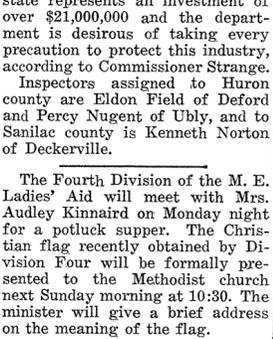 state represents an investment of
over $21,000,000 and the depart-
ment is desirous of taking every
precaution to protect this industry,
according to Commissioner Strange.
Inspectors assigned to Huron
county are Eldon Field of Deford
and Percy Nugent of Ubly, and to
Sanilac county is Kenneth Norton
of Deckerville.
The Fourth Division of the M. E.
Ladies' Aid will meet with Mrs.
Audley Kinnaird on Monday night
for a potluck supper. The Chris-
tian flag recently obtained by Di-
vision Four will be formally pre-
sented to the Methodist church
next Sunday morning at 10:30. The
minister will give a brief address
on the meaning of the flag.